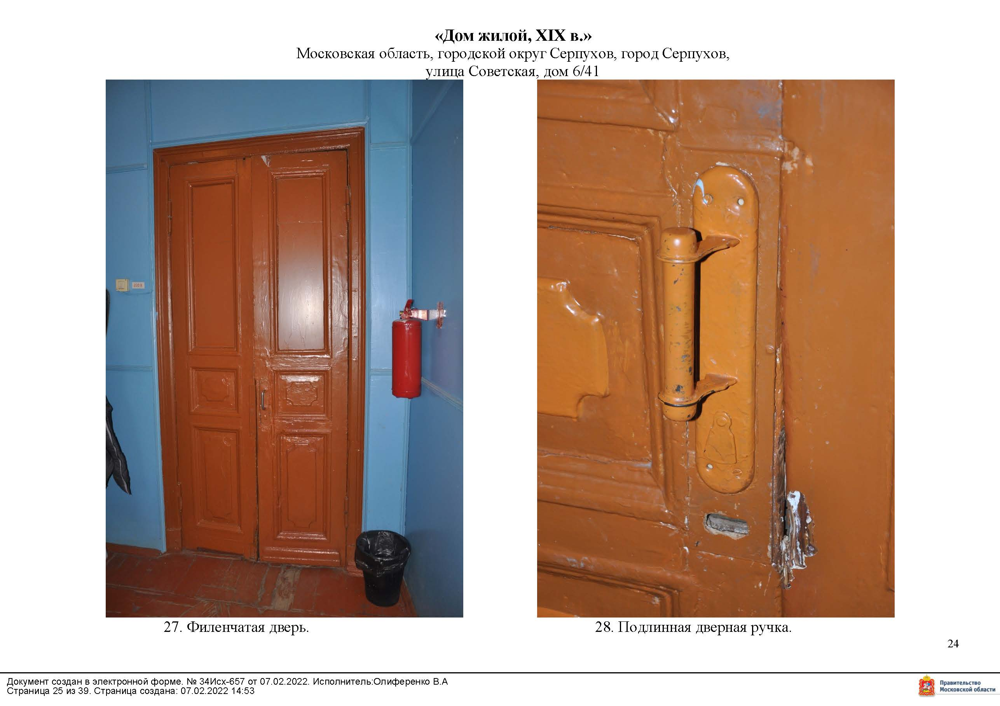 «Дом жилой, XIX в.»
Московская область, городской округ Серпухов, город Серпухов,
улица Советская, дом 6/41
220 В
27. Филенчатая дверь.
28. Подлинная дверная ручка.
24
Документ создан в электронной форме. № 34Исх-657 от 07.02.2022. Исполнитель:Олиференко В.А
Страница 25 из 39. Страница создана: 07.02.2022 14:53
Правительство
Московской области